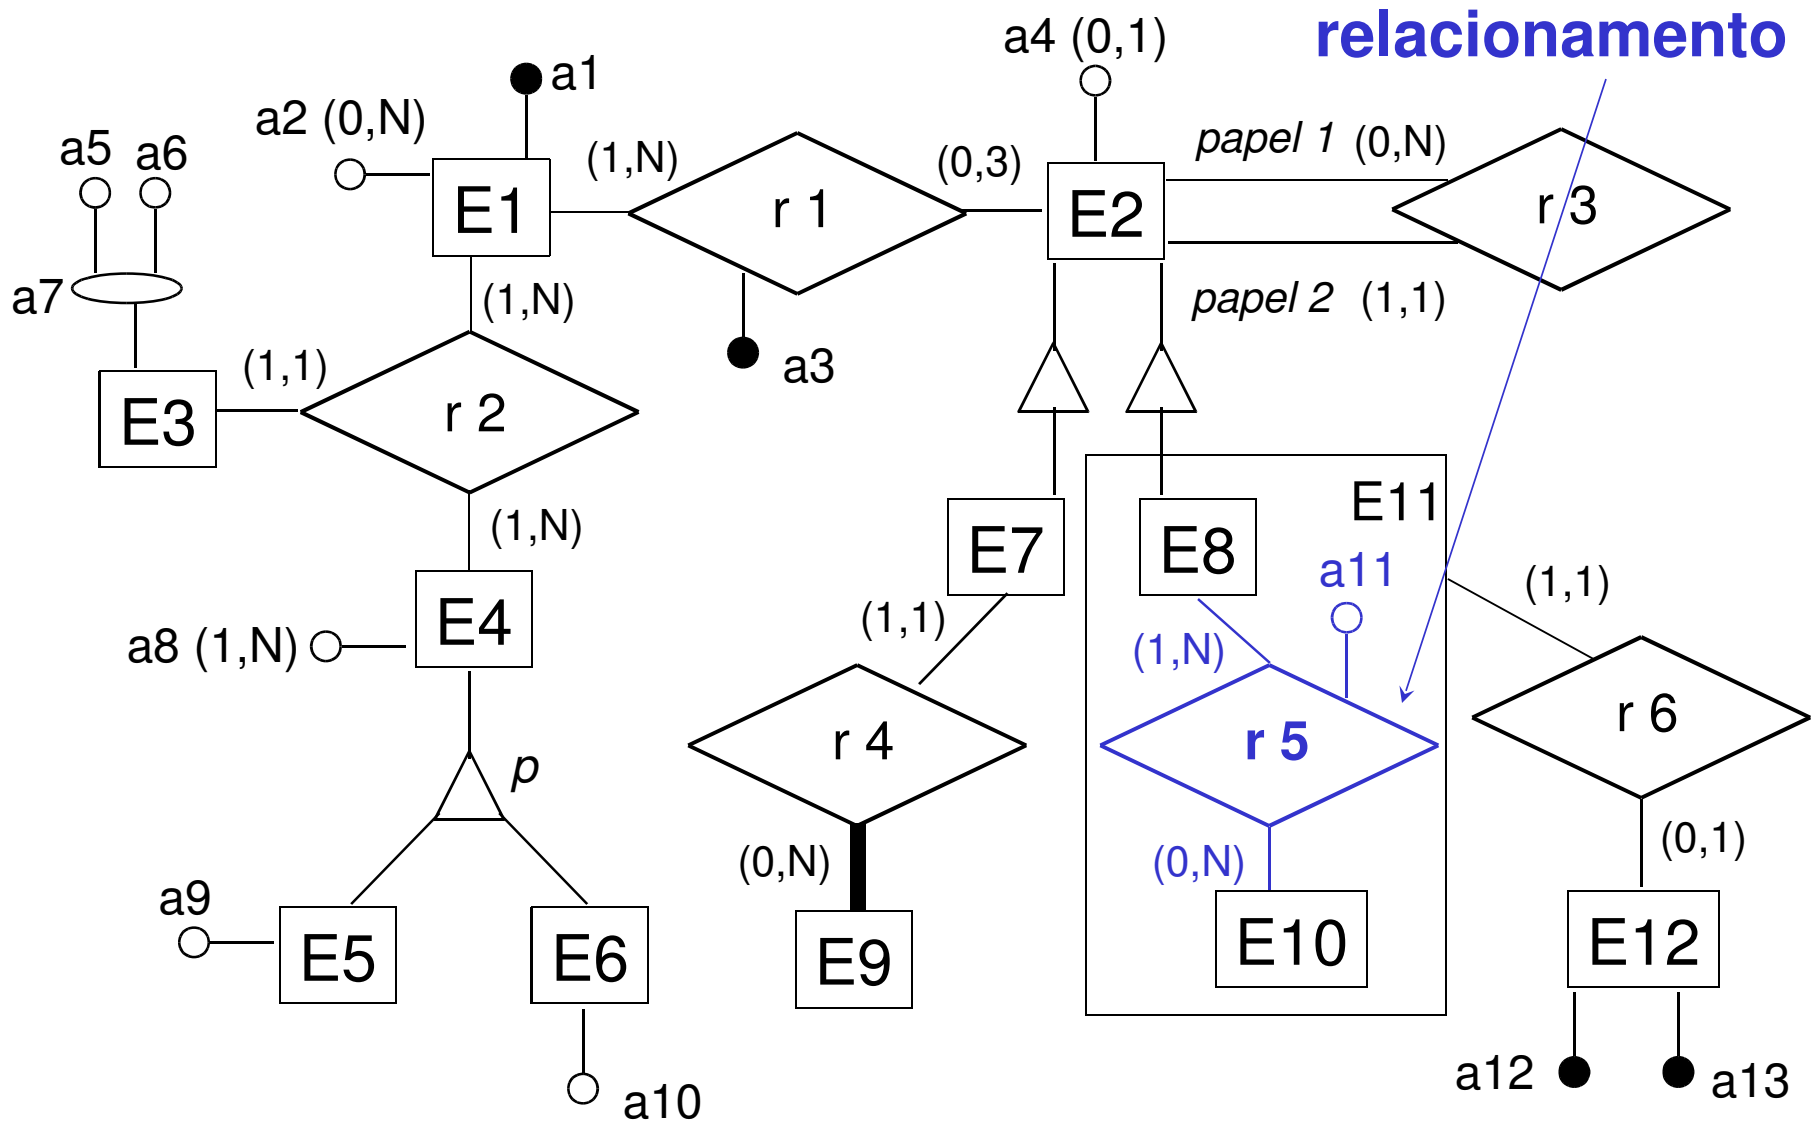 relacionamento
a4 (0,1)
a1
a2 (0,N)
a5 a6
papel 1 (0,N)
(1,N)
(0,3)
E1
r 1
E2
r 3
a7
(1,N)
papel 2 (1,1)
a3
(1,1)
E3
r 2
(1,N)
E11
E7
E8
a11
(1,1)
E4
(1,1)
a8 (1,N)
(1,N)
r 4
r 5
r 6
p
(0,N)
(0,N)
(0,1)
a9
E5
E6
E9
E10
E12
a12
a13
a10